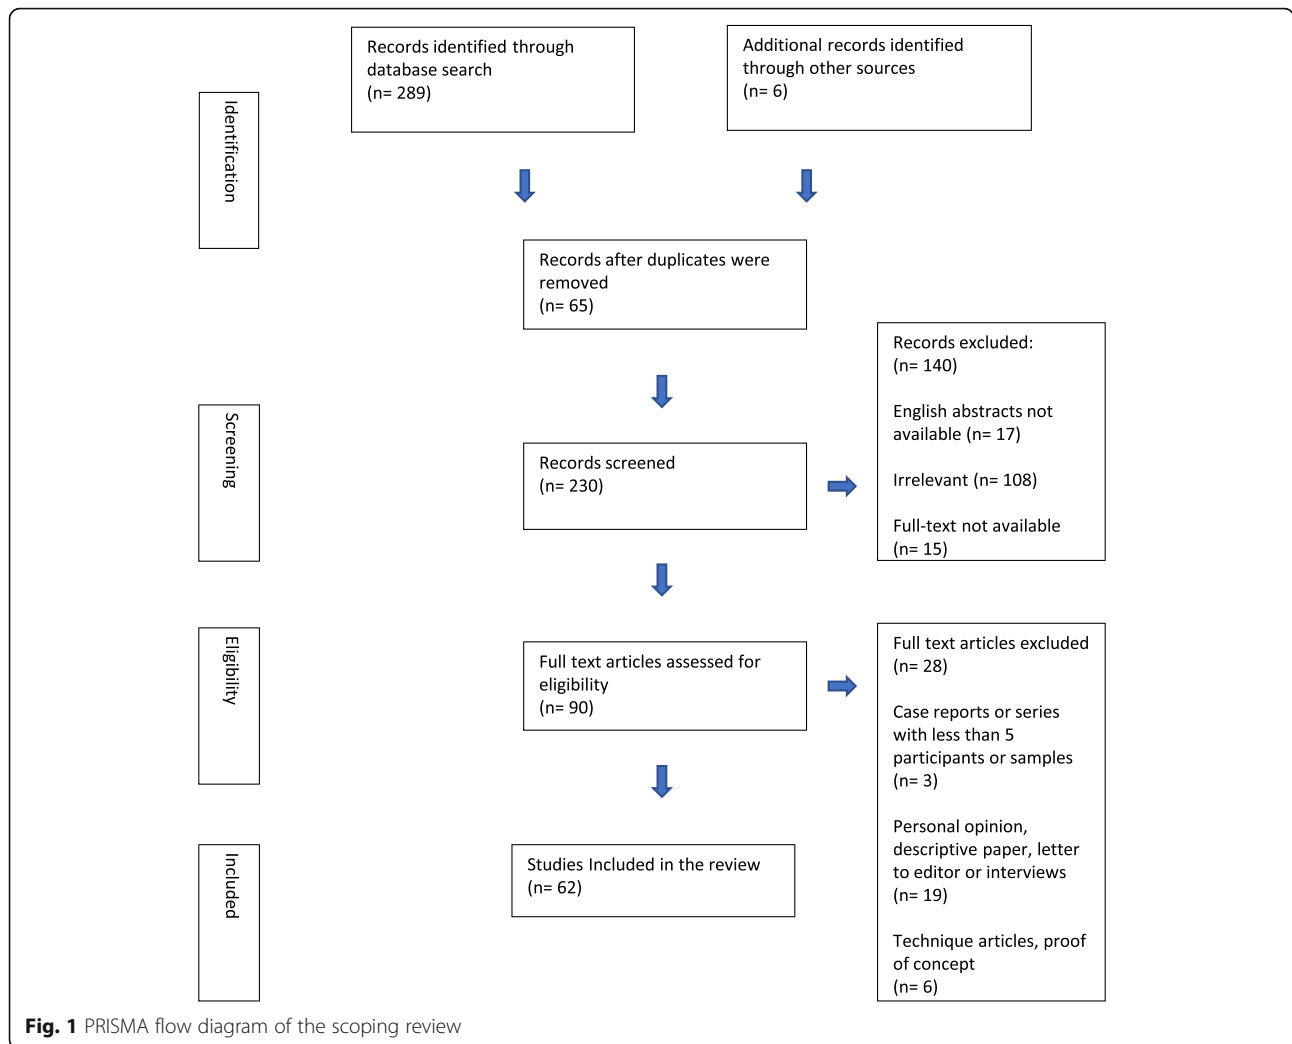 Records identified through
database search
(n= 289)
Additional records identified
through other sources
(n= 6)
Identification
Records after duplicates were
removed
(n= 65)
Records excluded:
(n= 140)
English abstracts not
available (n= 17)
Irrelevant (n= 108)
Full-text not available
(n= 15)
Screening
Records screened
(n= 230)
Eligibility
Full text articles assessed for
eligibility
(n= 90)
Full text articles excluded
(n= 28)
Case reports or series
with less than 5
participants or samples
(n= 3)
Personal opinion,
descriptive paper, letter
to editor or interviews
(n= 19)
Technique articles, proof
of concept
(n= 6)
Included
Studies Included in the review
(n= 62)
Fig. 1 PRISMA flow diagram of the scoping review